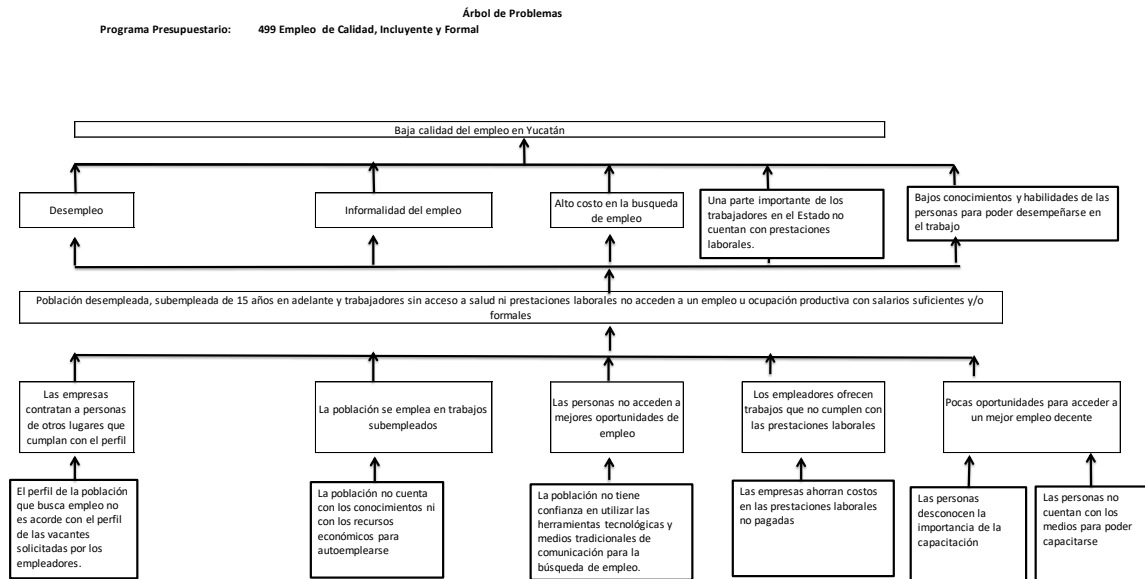 Árbol de Problemas
Programa Presupuestario: 499 Empleo de Calidad, Incluyente y Formal
Baja calidad del empleo en Yucatán
Desempleo
Informalidad del empleo
Alto costo en la busqueda
de empleo
Una parte importante de los
trabajadores en el Estado no
cuentan con prestaciones
laborales.
Bajos conocimientos y habilidades de las
personas para poder desempeñarse en
el trabajo
Población desempleada, subempleada de 15 años en adelante y trabajadores sin acceso a salud ni prestaciones laborales no acceden a un empleo u ocupación productiva con salarios suficientes y/o
formales
Las empresas
contratan a personas
de otros lugares que
cumplan con el perfil
La población se emplea en trabajos
subempleados
Las personas no acceden a
mejores oportunidades de
empleo
Los empleadores ofrecen
trabajos que no cumplen con
las prestaciones laborales
Pocas oportunidades para acceder a
un mejor empleo decente
El perfil de la población
que busca empleo no
es acorde con el perfil
de las vacantes
solicitadas por los
empleadores.
La población no cuenta
con los conocimientos ni
con los recursos
económicos para
autoemplearse
La población no tiene
confianza en utilizar las
herramientas tecnológicas y
medios tradicionales de
comunicación para la
búsqueda de empleo.
Las empresas ahorran costos
en las prestaciones laborales
no pagadas
Las personas
desconocen la
importancia de la
capacitación
Las personas no
cuentan con los
medios para poder
capacitarse